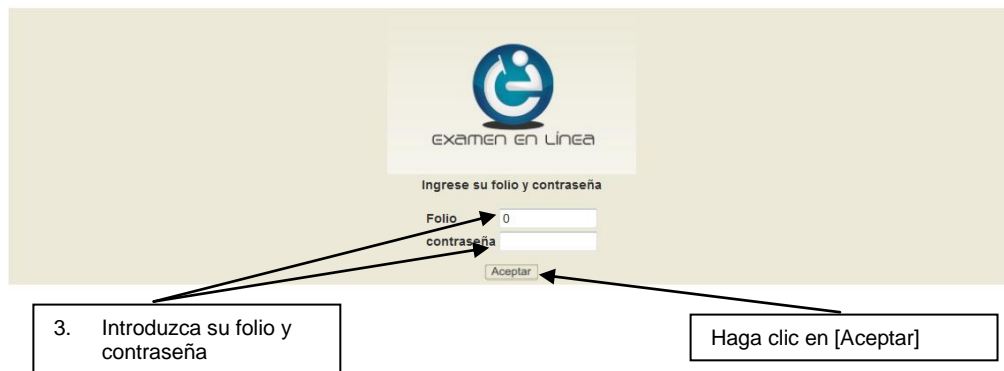 Examen en Línea
Ingrese su folio y contraseña
Folio 0
contraseña
Aceptar
3. Introduzca su folio y
contraseña
Haga clic en [Aceptar]